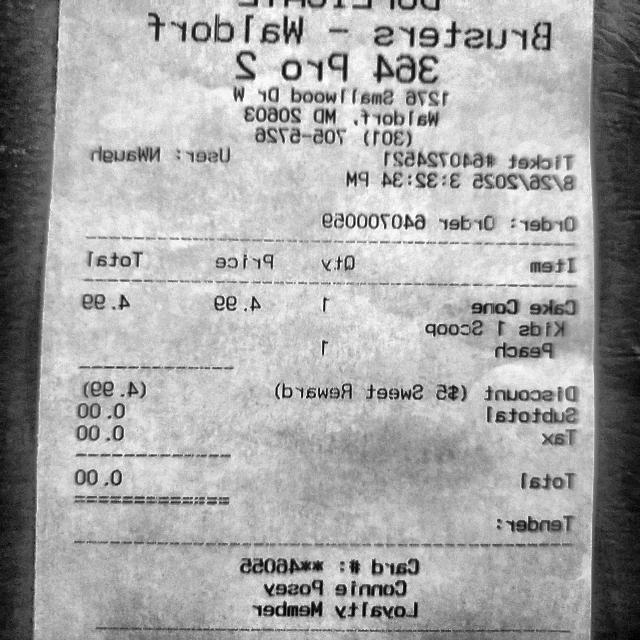 DUPLICATE
Brusters - Waldorf
364 Pro 2
1276 Smallwood Dr W
Waldorf, MD 20603
(301) 705-5726
Ticket #6407024521 User: NWaugh
8/26/2025 3:32:34 PM
Order: Order 640700059
Item Qty Price Total
Cake Cone 1 4.99 4.99
Kids 1 Scoop
Peach 1
Discount ($5 Sweet Reward) (4.99)
Subtotal 0.00
Tax 0.00
Total 0.00
Tender:
Card #: **46055
Connie Posey
Loyalty Member